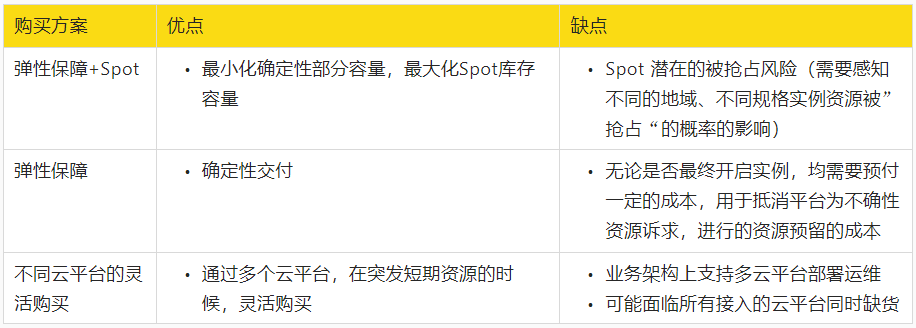 购买方案 优点 缺点
弹性保障+Spot
• 最小化确定性部分容量，最大化Spot库存
容量
• Spot 潜在的被抢占风险（需要感知
不同的地域、不同规格实例资源被”
抢占“的概率的影响）
弹性保障
• 确定性交付
• 无论是否最终开启实例，均需要预付
一定的成本，用于抵消平台为不确性
资源诉求，进行的资源预留的成本
不同云平台的灵
活购买
• 通过多个云平台，在突发短期资源的时
候，灵活购买
• 业务架构上支持多云平台部署运维
• 可能面临所有接入的云平台同时缺货